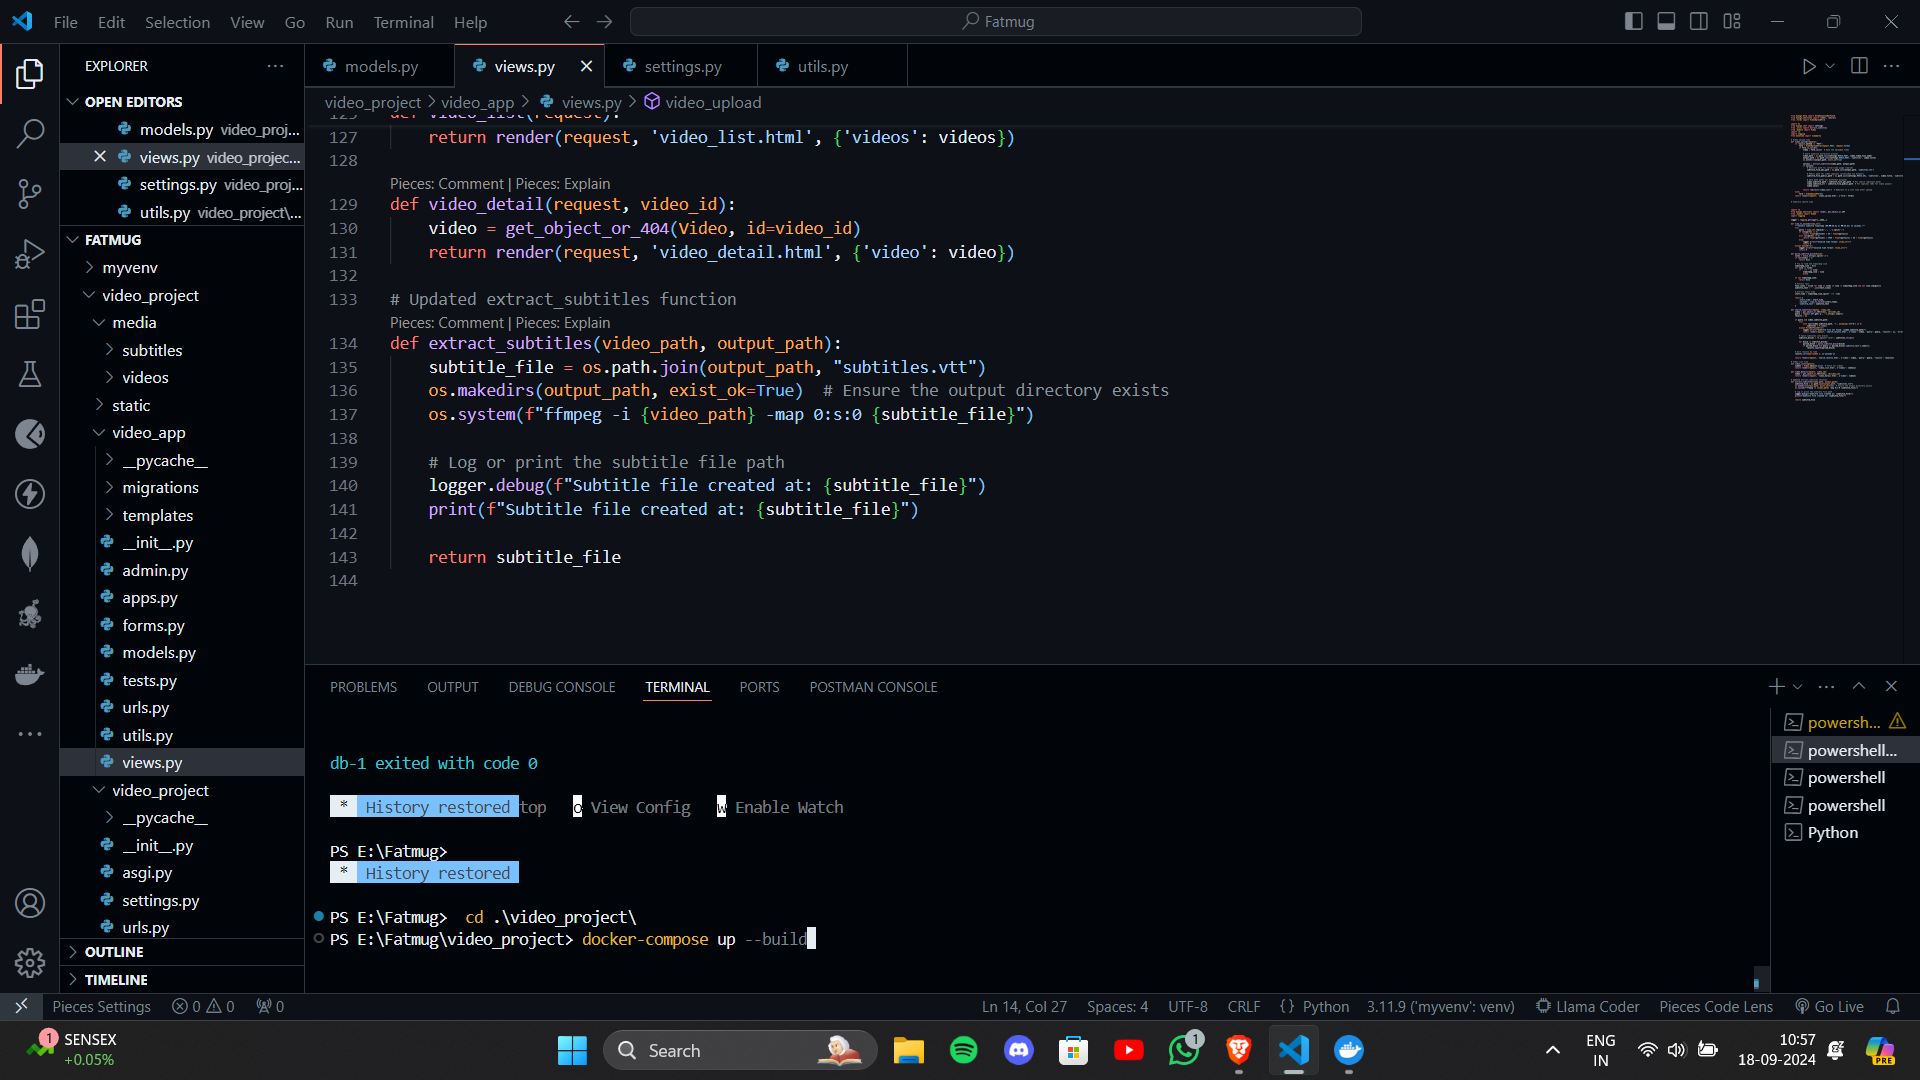 File Edit Selection View Go Run Terminal Help
Fatmug
EXPLORER
OPEN EDITORS
models.py video_proj...
views.py video_projec...
settings.py video_proj...
utils.py video_project\...
FATMUG
myvenv
video_project
media
subtitles
videos
static
video_app
__pycache__
migrations
templates
__init__.py
admin.py
apps.py
forms.py
models.py
tests.py
urls.py
utils.py
views.py
video_project
__pycache__
__init__.py
asgi.py
settings.py
urls.py
OUTLINE
TIMELINE
models.py views.py settings.py utils.py
video_project > video_app > views.py > video_upload
def video_list(request):
127 return render(request, 'video_list.html', {'videos': videos})
128
Pieces: Comment | Pieces: Explain
129 def video_detail(request, video_id):
130 video = get_object_or_404(Video, id=video_id)
131 return render(request, 'video_detail.html', {'video': video})
132
133 # Updated extract_subtitles function
Pieces: Comment | Pieces: Explain
134 def extract_subtitles(video_path, output_path):
135 subtitle_file = os.path.join(output_path, "subtitles.vtt")
136 os.makedirs(output_path, exist_ok=True)  # Ensure the output directory exists
137 os.system(f"ffmpeg -i {video_path} -map 0:s:0 {subtitle_file}")
138
139 # Log or print the subtitle file path
140 logger.debug(f"Subtitle file created at: {subtitle_file}")
141 print(f"Subtitle file created at: {subtitle_file}")
142
143 return subtitle_file
144
PROBLEMS OUTPUT DEBUG CONSOLE TERMINAL PORTS POSTMAN CONSOLE
db-1 exited with code 0
* History restored top o View Config w Enable Watch
PS E:\Fatmug>
* History restored
PS E:\Fatmug> cd .\video_project\
PS E:\Fatmug\video_project> docker-compose up --build
powersh...
powershell...
powershell
powershell
Python
Pieces Settings 0 0 0 Ln 14, Col 27 Spaces: 4 UTF-8 CRLF {} Python 3.11.9 ('myvenv': venv) Llama Coder Pieces Code Lens Go Live
1 SENSEX
+0.05%
Search
1
ENG
IN
10:57
18-09-2024
PRE